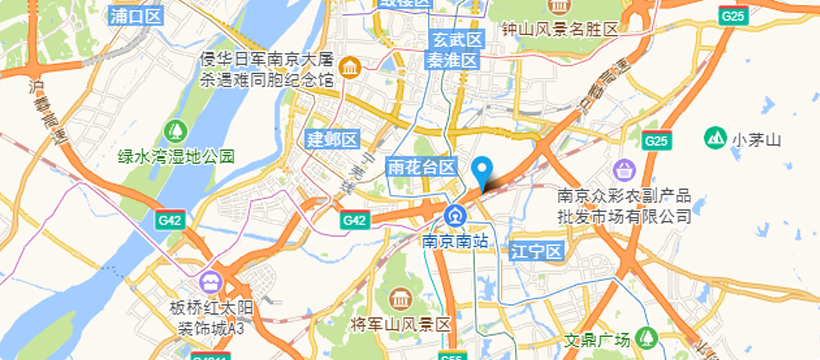 鼓楼区
浦口区
G25
钟山风景名胜区
玄武区
秦淮区
侵华日军南京大屠
杀遇难同胞纪念馆
沪蓉高速
建邺区
宁芜线
绿水湾湿地公园
雨花台区
G25
小茅山
南京众彩农副产品
批发市场有限公司
G42
G42
南京南站
江宁区
板桥红太阳
装饰城A3
将军山风景区
文鼎广场